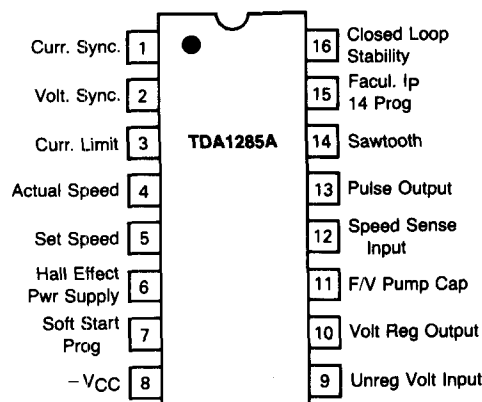 Curr. Sync. 1
Volt. Sync. 2
Curr. Limit 3
Actual Speed 4
Set Speed 5
Hall Effect
Pwr Supply 6
Soft Start
Prog 7
–VCC 8
TDA1285A
16 Closed Loop
Stability
15 Facul. Ip
14 Prog
14 Sawtooth
13 Pulse Output
12 Speed Sense
Input
11 F/V Pump Cap
10 Volt Reg Output
9 Unreg Volt Input